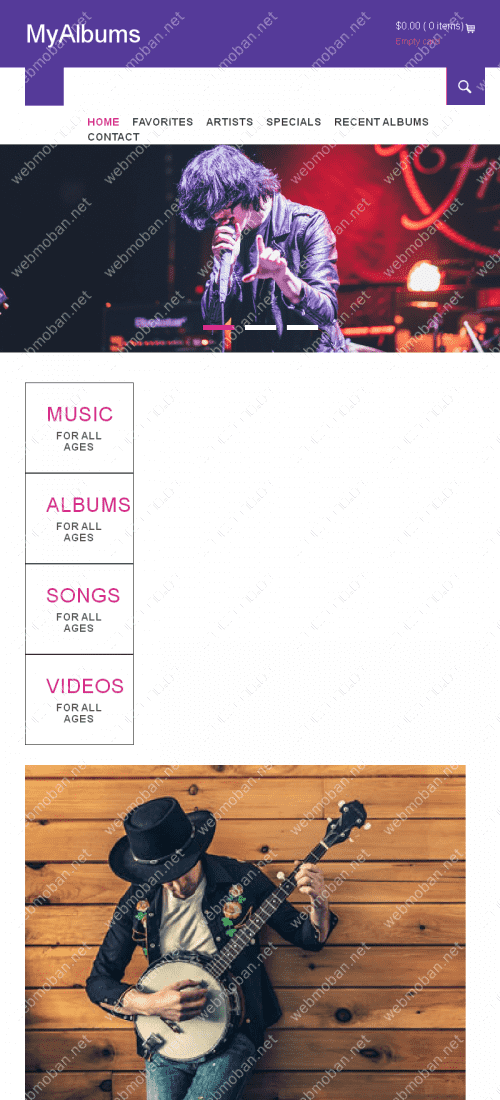 MyAlbums
$0.00 ( 0 items)
Empty cart
HOME FAVORITES ARTISTS SPECIALS RECENT ALBUMS
CONTACT
MUSIC
FOR ALL
AGES
ALBUMS
FOR ALL
AGES
SONGS
FOR ALL
AGES
VIDEOS
FOR ALL
AGES
webmoban.net